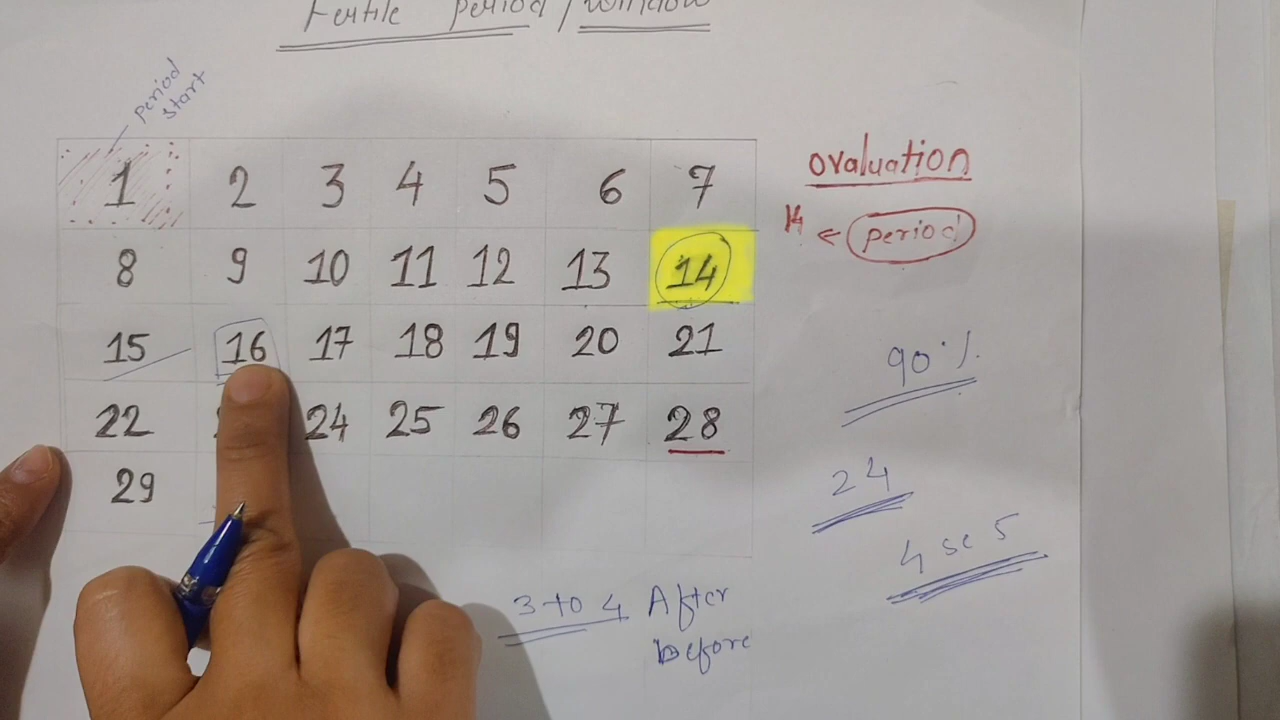 Fertile period / window
period
start
1 2 3 4 5 6 7
8 9 10 11 12 13 14
15 16 17 18 19 20 21
22 24 25 26 27 28
29
ovaluation
14 < period
90%
24
4 se 5
3 to 4 After
before